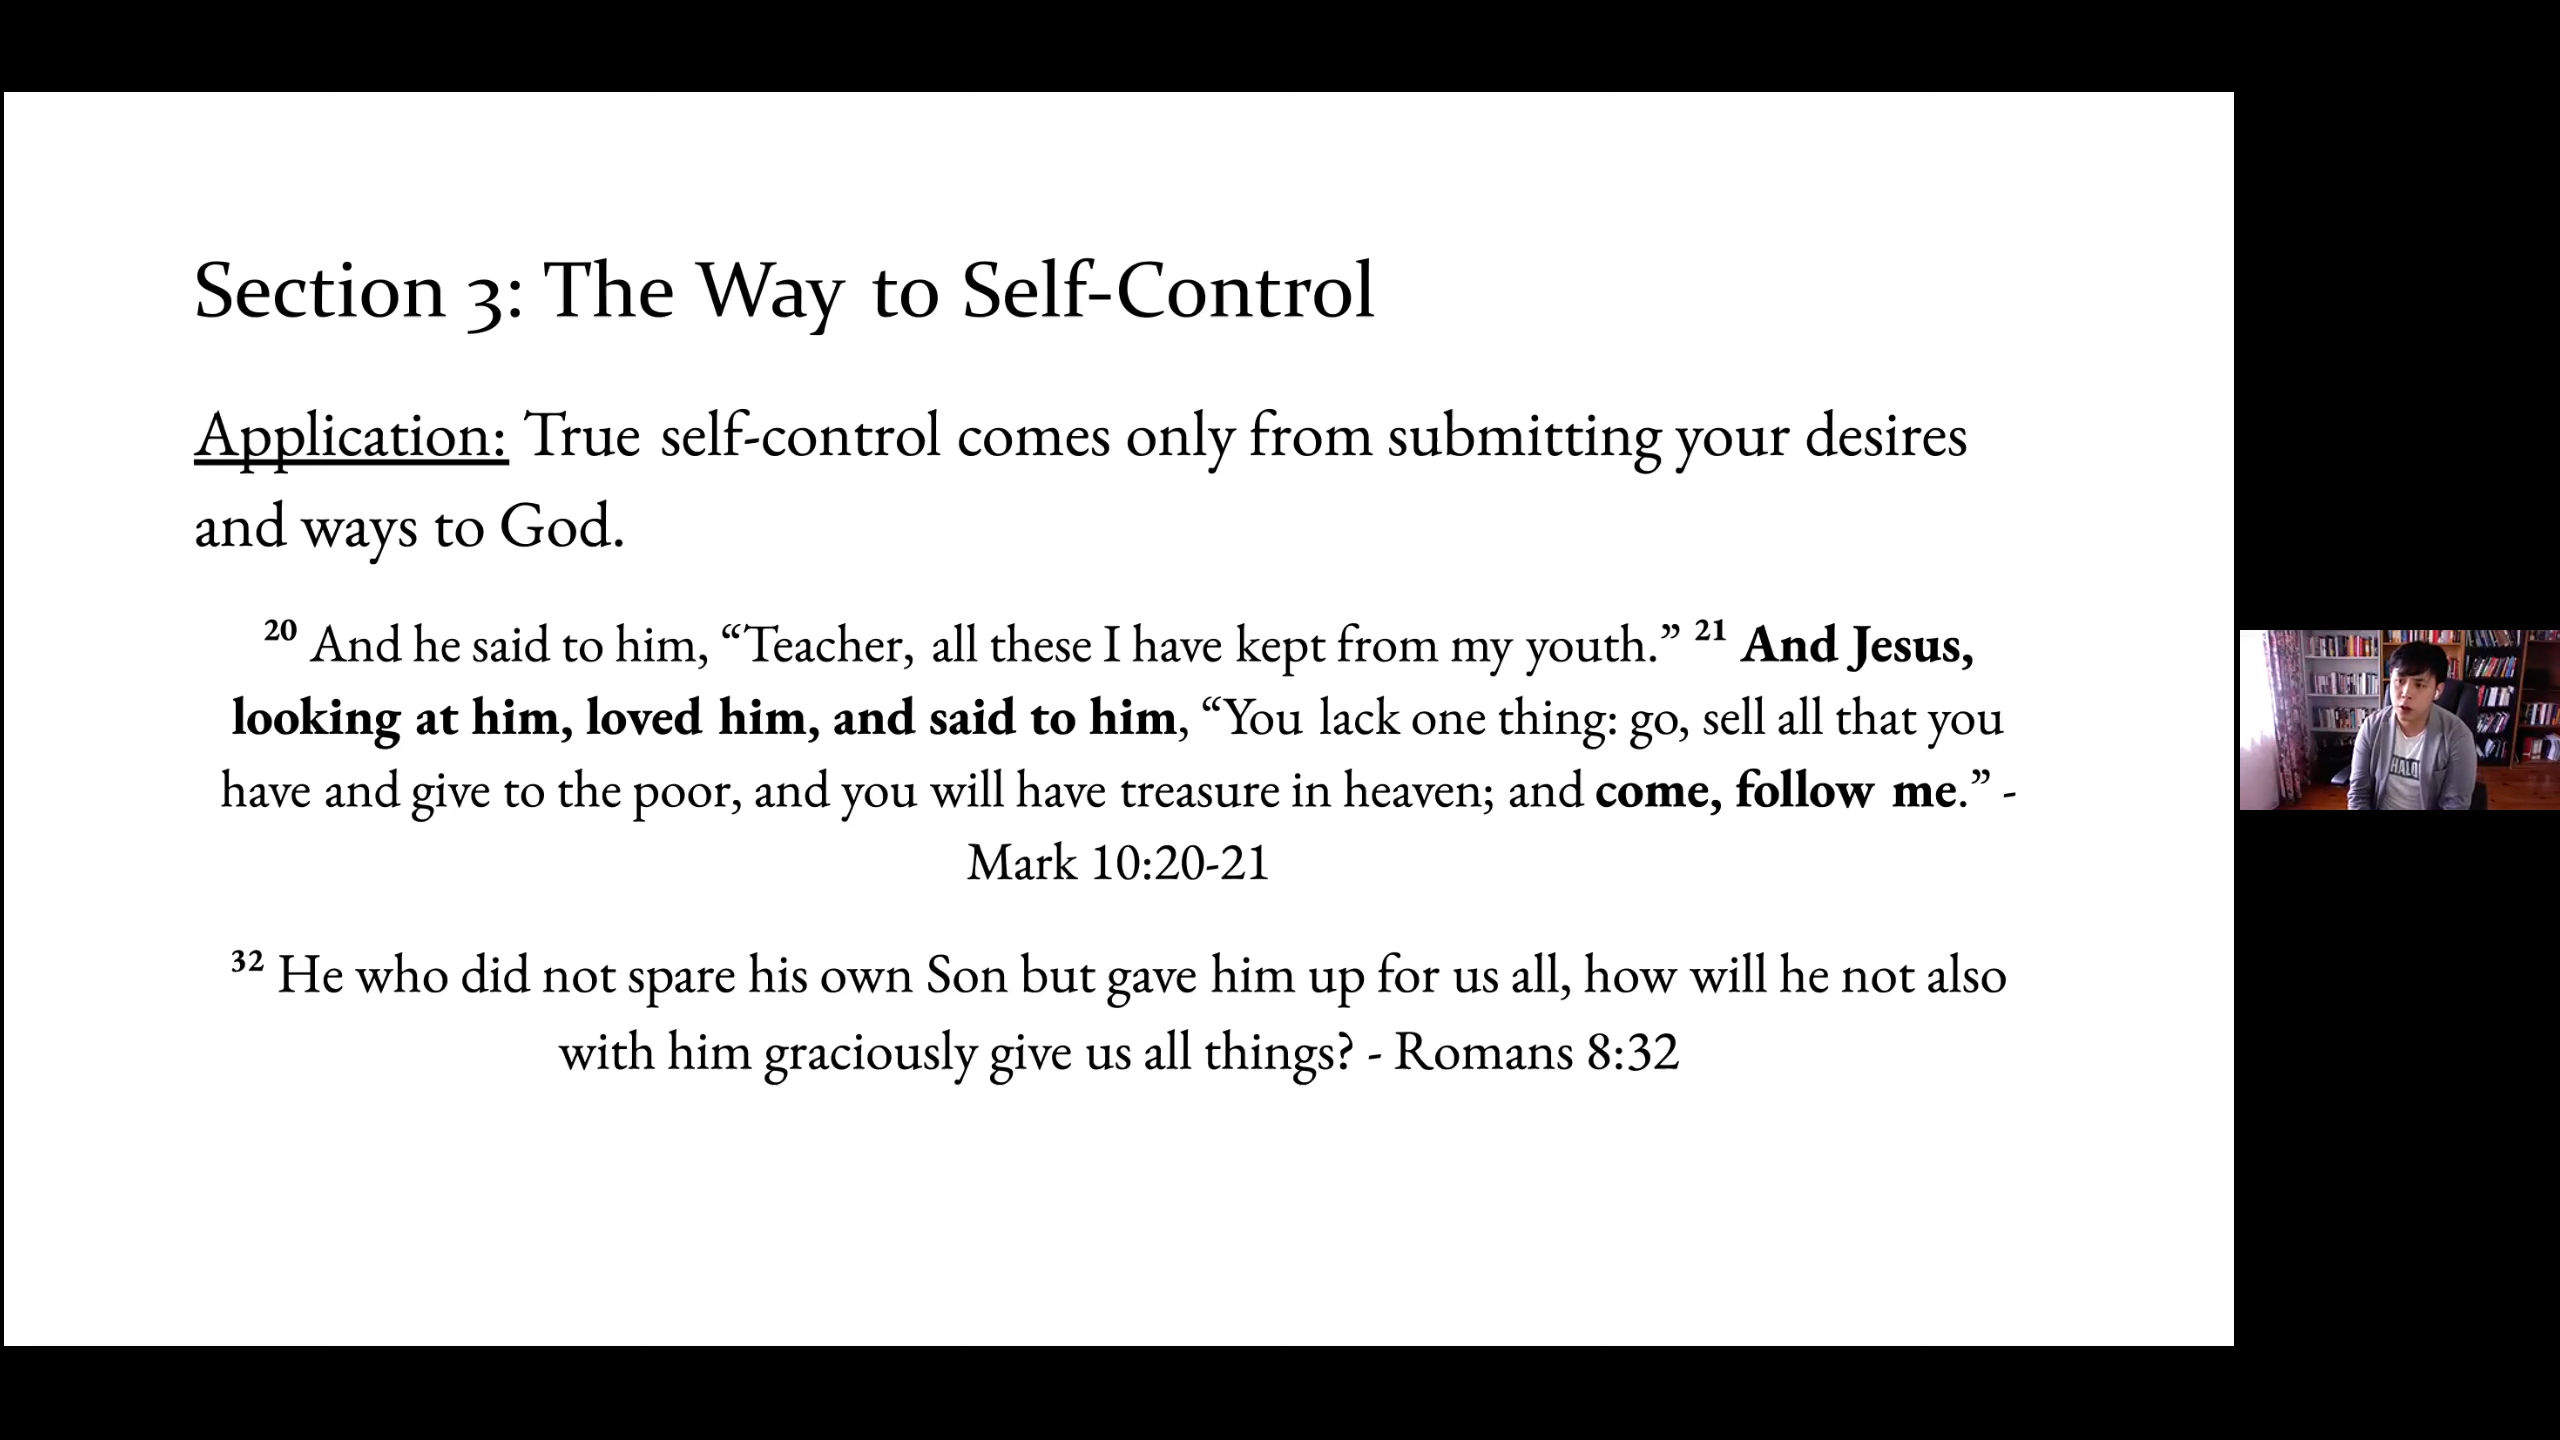 Section 3: The Way to Self-Control
Application: True self-control comes only from submitting your desires
and ways to God.
20 And he said to him, “Teacher, all these I have kept from my youth.” 21 And Jesus,
looking at him, loved him, and said to him, “You lack one thing: go, sell all that you
have and give to the poor, and you will have treasure in heaven; and come, follow me.” -
Mark 10:20-21
32 He who did not spare his own Son but gave him up for us all, how will he not also
with him graciously give us all things? - Romans 8:32